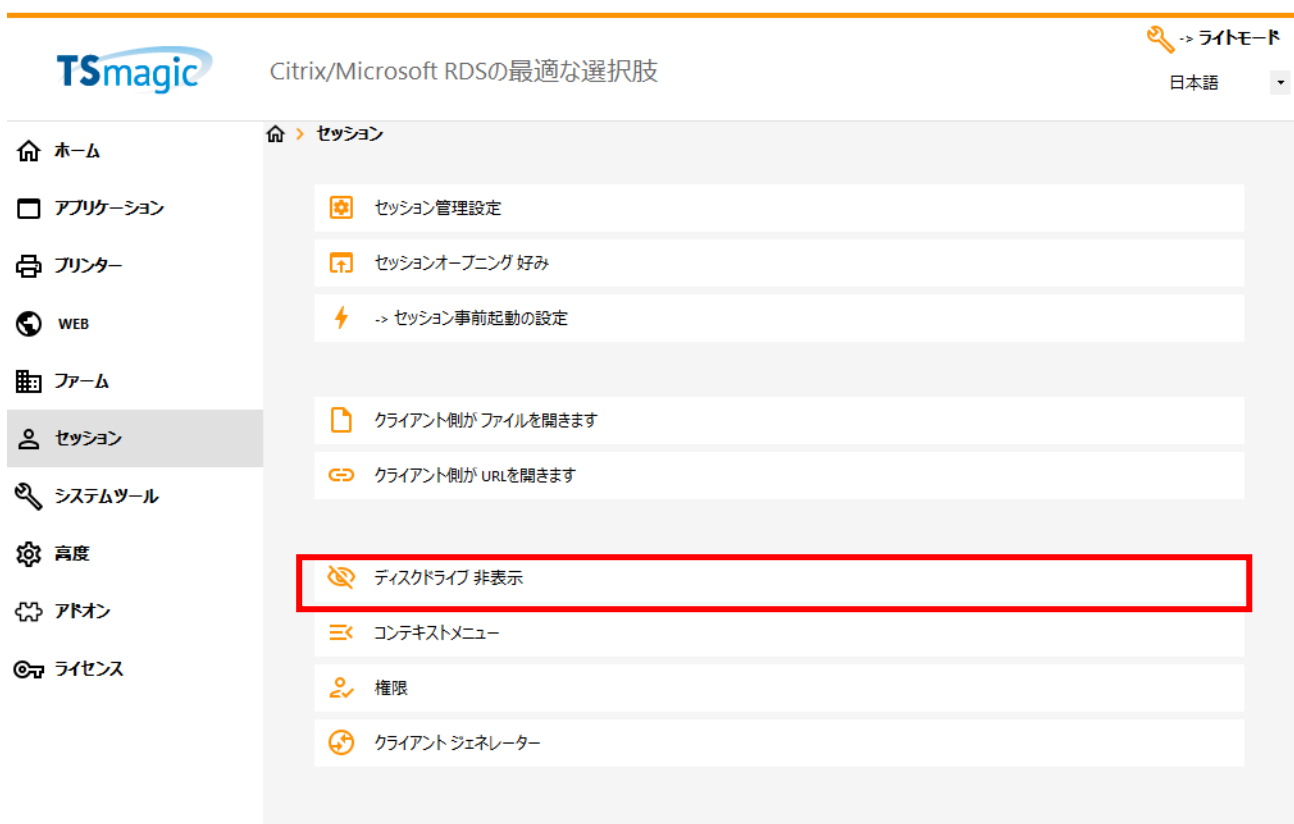 -> ライトモード
TSmagic
Citrix/Microsoft RDSの最適な選択肢
日本語
ホーム
アプリケーション
プリンター
WEB
ファーム
セッション
システムツール
高度
アドオン
ライセンス
> セッション
セッション管理設定
セッションオープニング 好み
-> セッション事前起動の設定
クライアント側が ファイルを開きます
クライアント側が URLを開きます
ディスクドライブ 非表示
コンテキストメニュー
権限
クライアント ジェネレーター